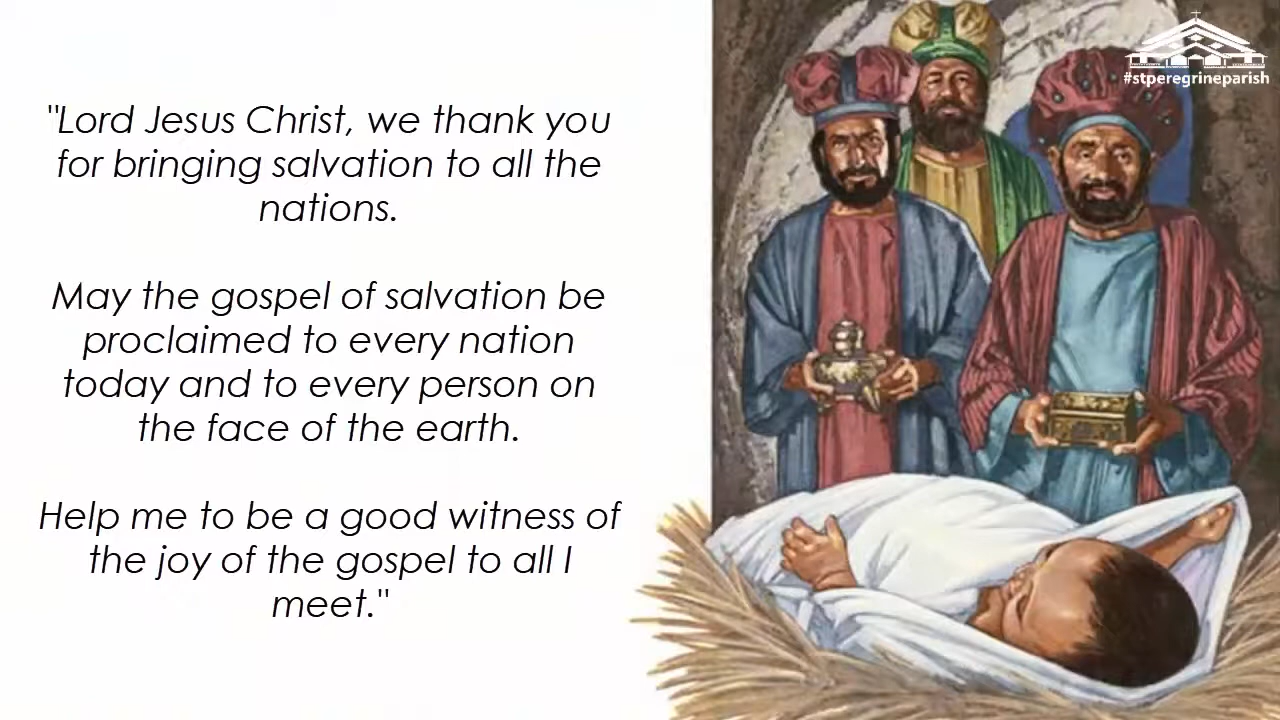 "Lord Jesus Christ, we thank you
for bringing salvation to all the
nations.
May the gospel of salvation be
proclaimed to every nation
today and to every person on
the face of the earth.
Help me to be a good witness of
the joy of the gospel to all I
meet."
#stperegrineparish